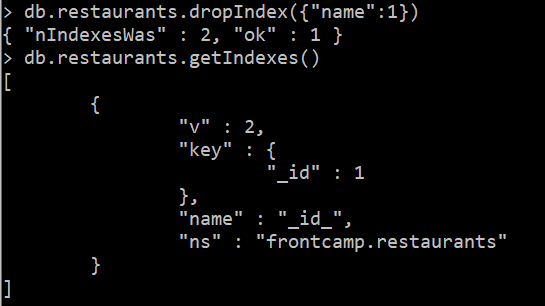 > db.restaurants.dropIndex({"name":1})
{ "nIndexesWas" : 2, "ok" : 1 }
> db.restaurants.getIndexes()
[
        {
                "v" : 2,
                "key" : {
                        "_id" : 1
                },
                "name" : "_id_",
                "ns" : "frontcamp.restaurants"
        }
]